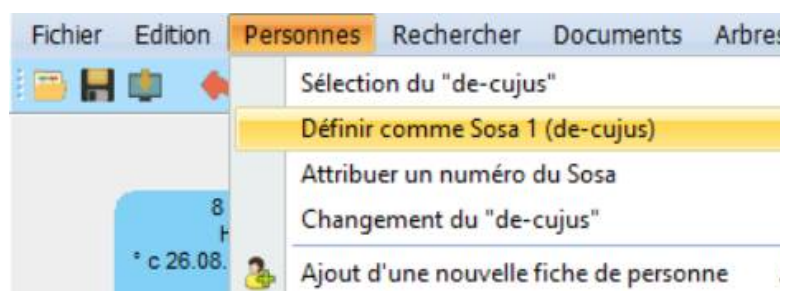 Fichier Edition Personnes Rechercher Documents Arbres
Sélection du "de-cujus"
Définir comme Sosa 1 (de-cujus)
Attribuer un numéro du Sosa
8
Changement du "de-cujus"
° c 26.08.
Ajout d'une nouvelle fiche de personne